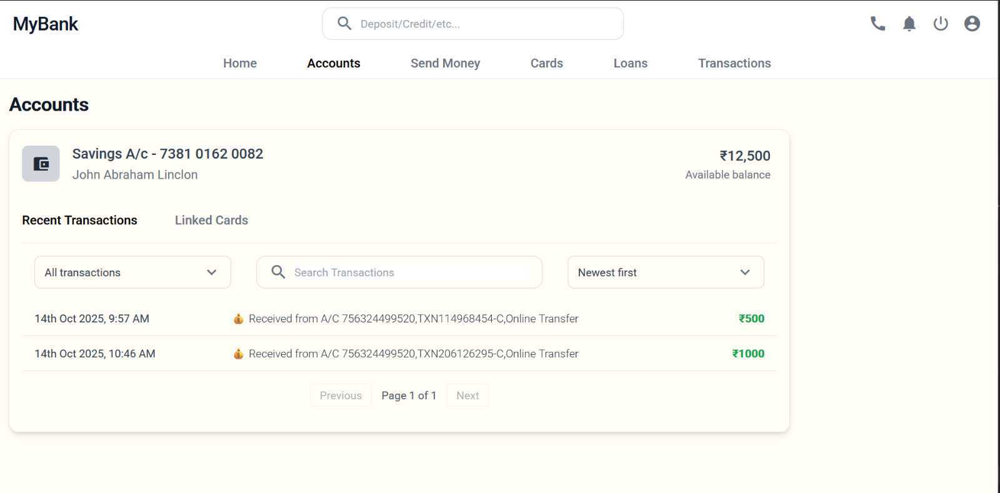 MyBank
Deposit/Credit/etc...
Home Accounts Send Money Cards Loans Transactions
Accounts
Savings A/c - 7381 0162 0082
₹12,500
John Abraham Linclon
Available balance
Recent Transactions Linked Cards
All transactions Search Transactions Newest first
14th Oct 2025, 9:57 AM 💰 Received from A/C 756324499520,TXN114968454-C,Online Transfer ₹500
14th Oct 2025, 10:46 AM 💰 Received from A/C 756324499520,TXN206126295-C,Online Transfer ₹1000
Previous Page 1 of 1 Next